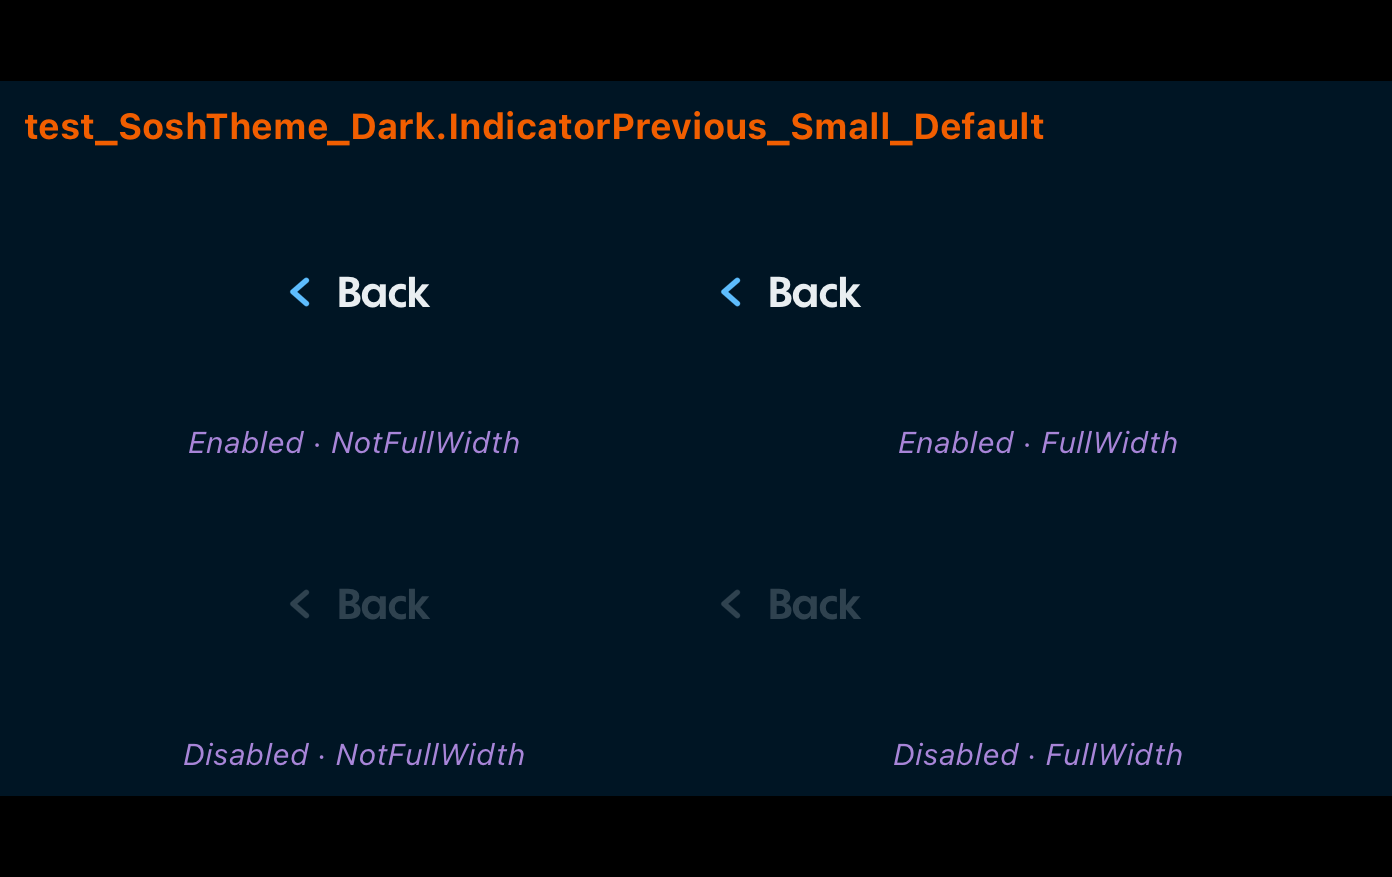 test_SoshTheme_Dark.IndicatorPrevious_Small_Default
Back
Back
Enabled · NotFullWidth
Enabled · FullWidth
Back
Back
Disabled · NotFullWidth
Disabled · FullWidth